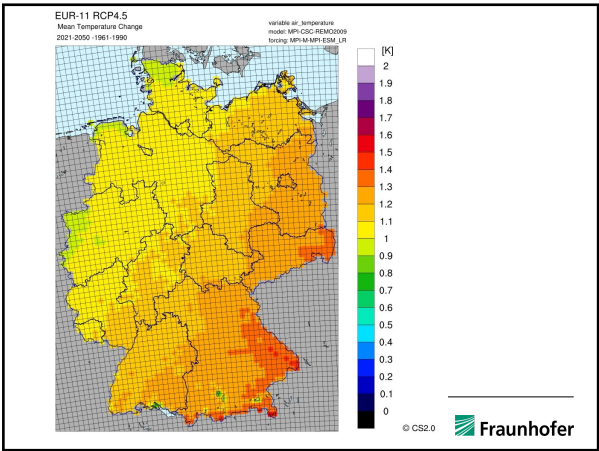 EUR-11 RCP4.5
Mean Temperature Change
2021-2050 -1961-1990
variable air_temperature
model: MPI-CSC-REMO2009
forcing: MPI-M-MPI-ESM_LR
[K]
2
1.9
1.8
1.7
1.6
1.5
1.4
1.3
1.2
1.1
1
0.9
0.8
0.7
0.6
0.5
0.4
0.3
0.2
0.1
0
© CS2.0
Fraunhofer